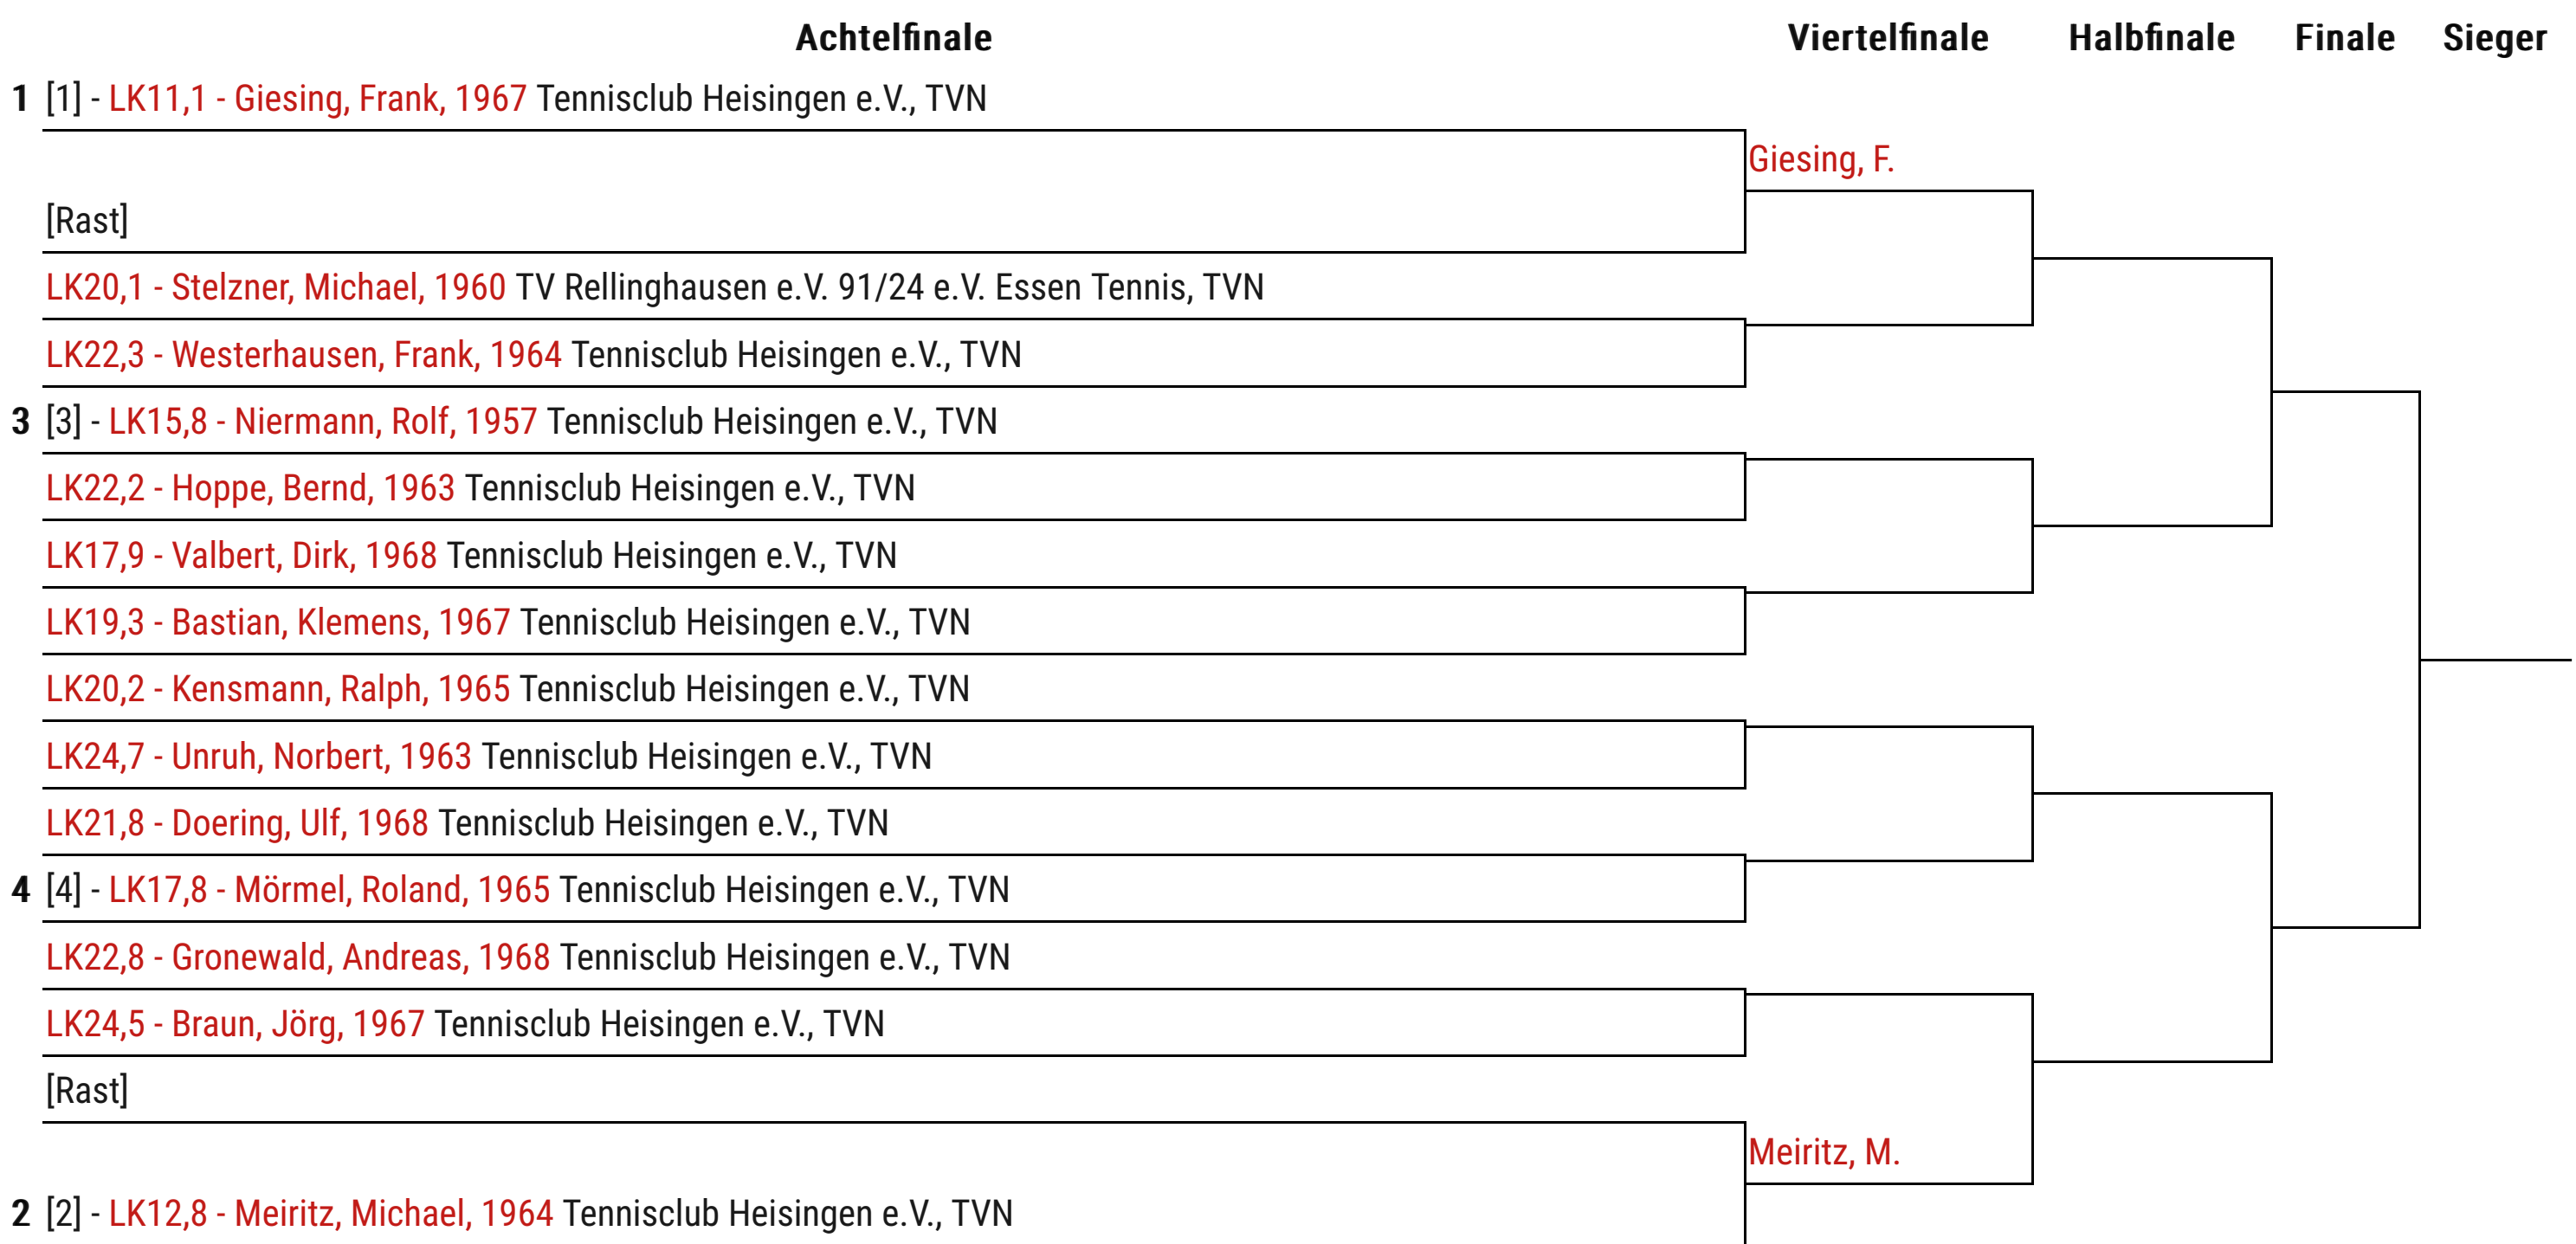 Achtelfinale Viertelfinale Halbfinale Finale Sieger
1 [1] - LK11,1 - Giesing, Frank, 1967 Tennisclub Heisingen e.V., TVN
Giesing, F.
[Rast]
LK20,1 - Stelzner, Michael, 1960 TV Rellinghausen e.V. 91/24 e.V. Essen Tennis, TVN
LK22,3 - Westerhausen, Frank, 1964 Tennisclub Heisingen e.V., TVN
3 [3] - LK15,8 - Niermann, Rolf, 1957 Tennisclub Heisingen e.V., TVN
LK22,2 - Hoppe, Bernd, 1963 Tennisclub Heisingen e.V., TVN
LK17,9 - Valbert, Dirk, 1968 Tennisclub Heisingen e.V., TVN
LK19,3 - Bastian, Klemens, 1967 Tennisclub Heisingen e.V., TVN
LK20,2 - Kensmann, Ralph, 1965 Tennisclub Heisingen e.V., TVN
LK24,7 - Unruh, Norbert, 1963 Tennisclub Heisingen e.V., TVN
LK21,8 - Doering, Ulf, 1968 Tennisclub Heisingen e.V., TVN
4 [4] - LK17,8 - Mörmel, Roland, 1965 Tennisclub Heisingen e.V., TVN
LK22,8 - Gronewald, Andreas, 1968 Tennisclub Heisingen e.V., TVN
LK24,5 - Braun, Jörg, 1967 Tennisclub Heisingen e.V., TVN
[Rast]
Meiritz, M.
2 [2] - LK12,8 - Meiritz, Michael, 1964 Tennisclub Heisingen e.V., TVN